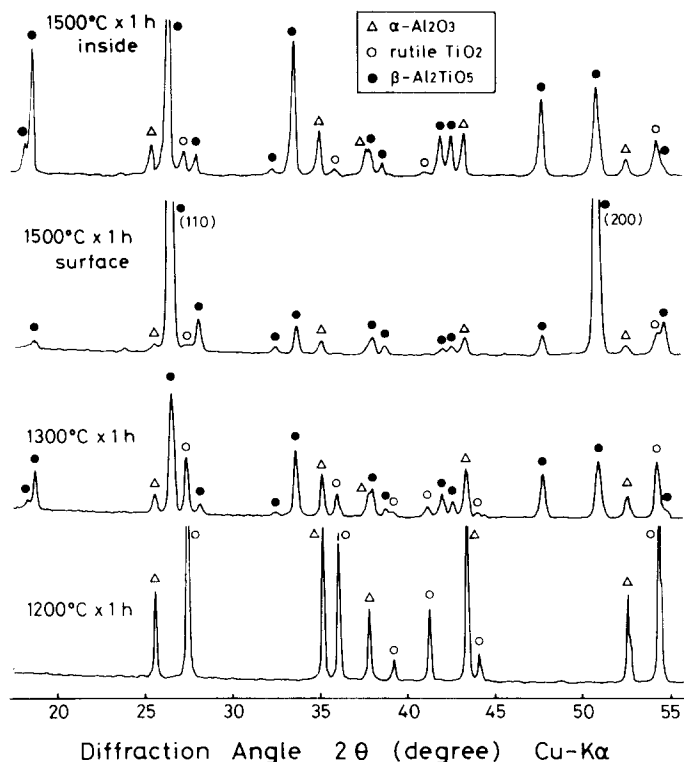 1500°C x 1 h
inside
△ α-Al2O3
○ rutile TiO2
● β-Al2TiO5
1500°C x 1 h
surface
(110)
(200)
1300°C x 1 h
1200°C x 1 h
20 25 30 35 40 45 50 55
Diffraction Angle 2θ (degree) Cu-Kα